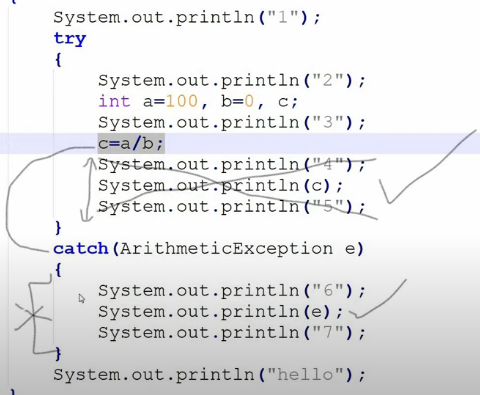 {
System.out.println("1");
try
{
System.out.println("2");
int a=100, b=0, c;
System.out.println("3");
c=a/b;
System.out.println("4");
System.out.println(c);
System.out.println("5");
}
catch(ArithmeticException e)
{
System.out.println("6");
System.out.println(e);
System.out.println("7");
}
System.out.println("hello");
}